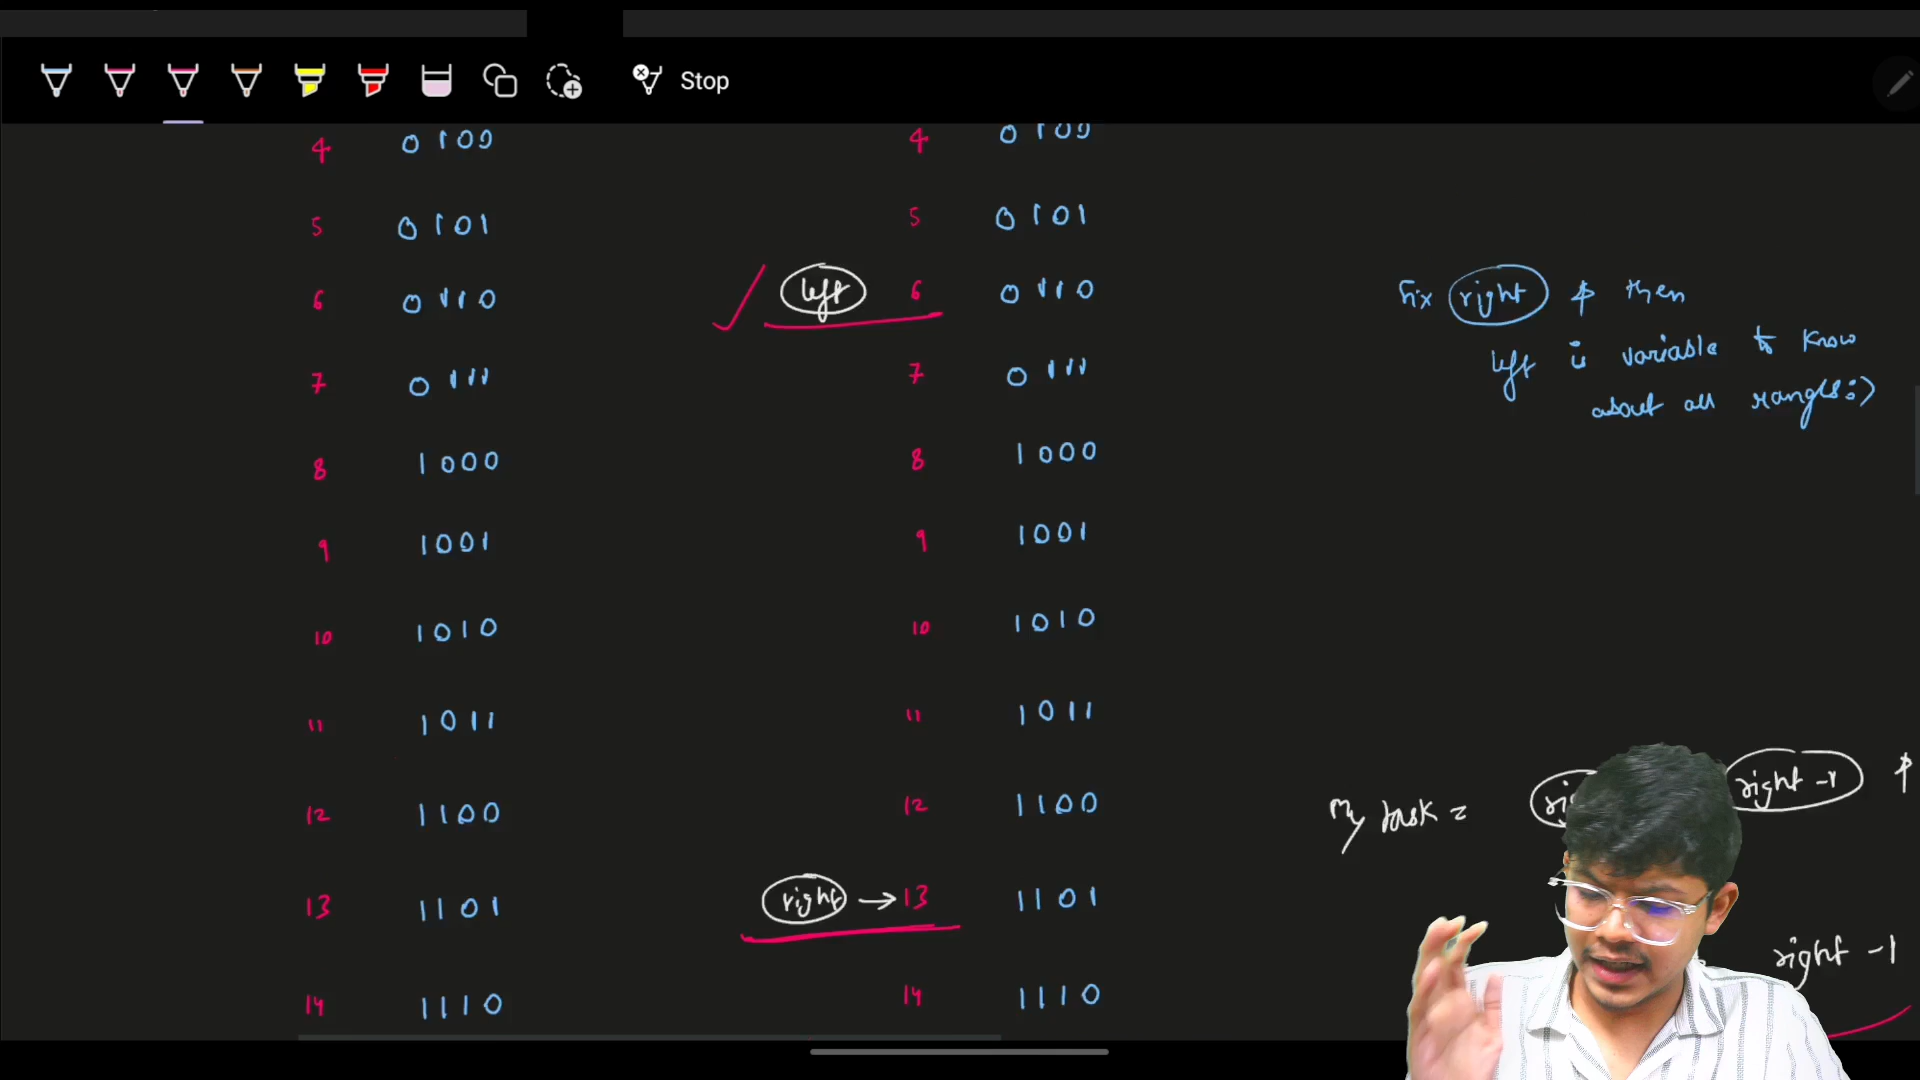 Stop
4 0100 4 0100
5 0101 5 0101
left 6 0110
6 0110
fix right & then
left is variable to know
about all ranges:)
7 0111 7 0111
8 1000 8 1000
9 1001 9 1001
10 1010 10 1010
11 1011 11 1011
my task = right -1 &
12 1100 12 1100
13 1101 right → 13 1101
right -1
14 1110 14 1110